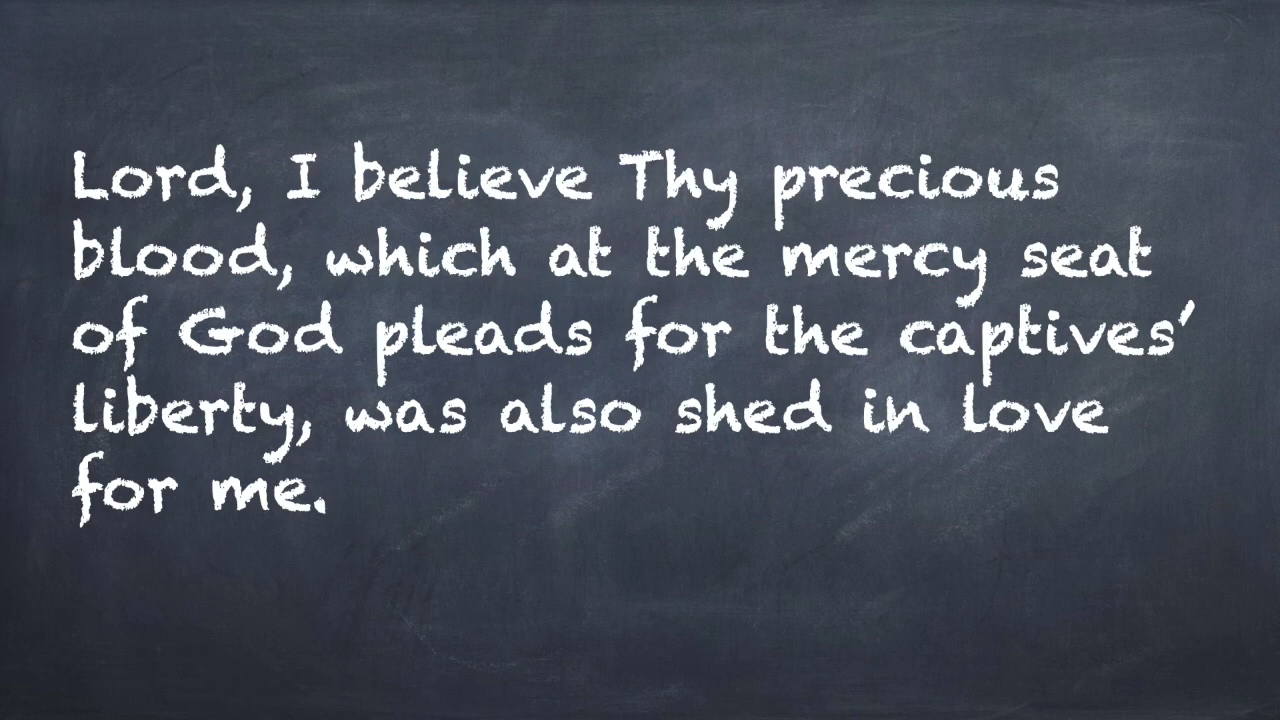 Lord, I believe Thy precious
blood, which at the mercy seat
of God pleads for the captives’
liberty, was also shed in love
for me.